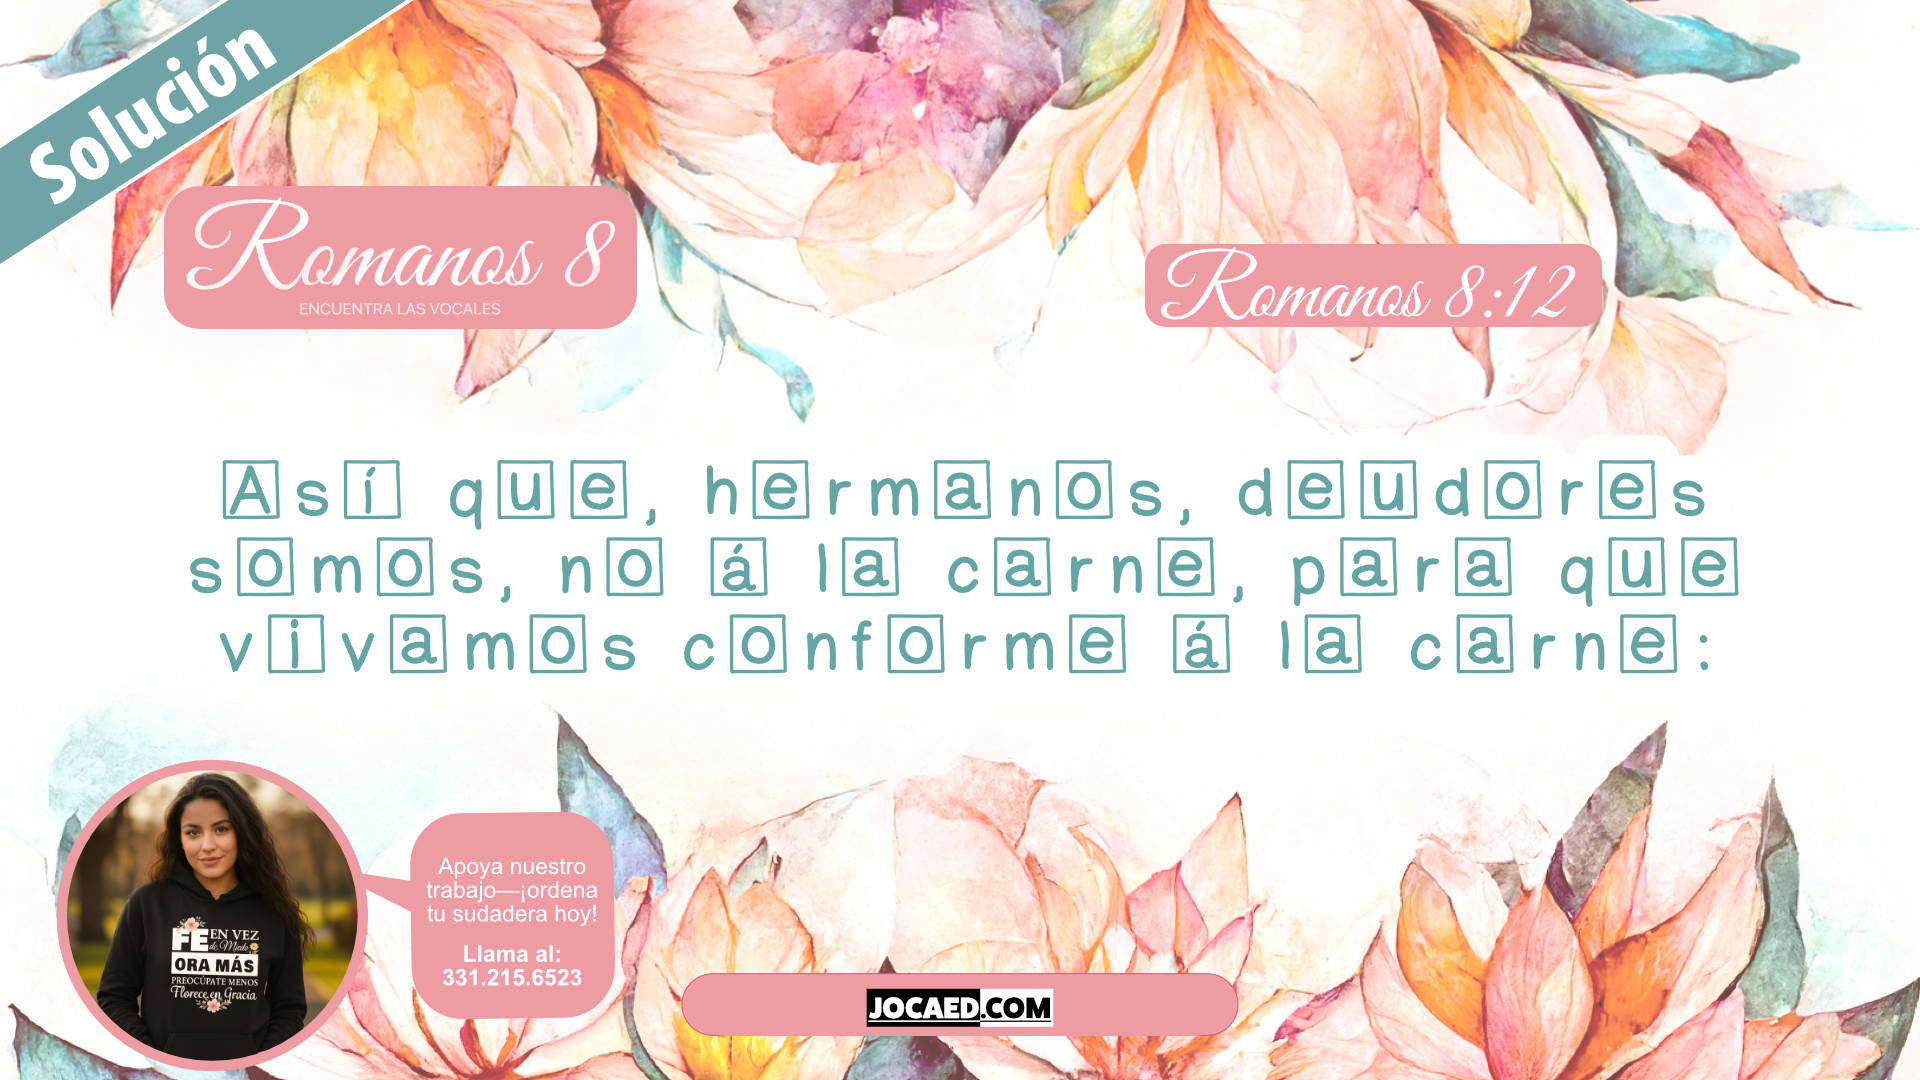 Solución
Romanos 8
ENCUENTRA LAS VOCALES
Romanos 8:12
Así que, hermanos, deudores
somos, no á la carne, para que
vivamos conforme á la carne:
FE EN VEZ
de Miedo
ORA MÁS
PREOCÚPATE MENOS
Florece en Gracia
Apoya nuestro
trabajo—¡ordena
tu sudadera hoy!
Llama al:
331.215.6523
JOCAED.COM